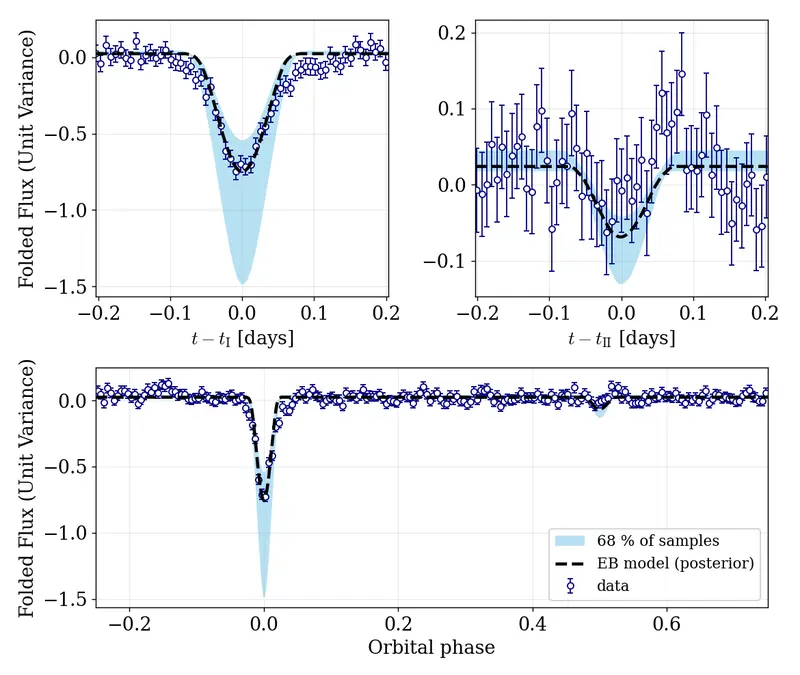 Folded Flux (Unit Variance)
0.0
−0.5
−1.0
−1.5
−0.2 −0.1 0.0 0.1 0.2
t − tI [days]
0.2
0.1
0.0
−0.1
−0.2 −0.1 0.0 0.1 0.2
t − tII [days]
Folded Flux (Unit Variance)
0.0
−0.5
−1.0
−1.5
68 % of samples
EB model (posterior)
data
−0.2 0.0 0.2 0.4 0.6
Orbital phase